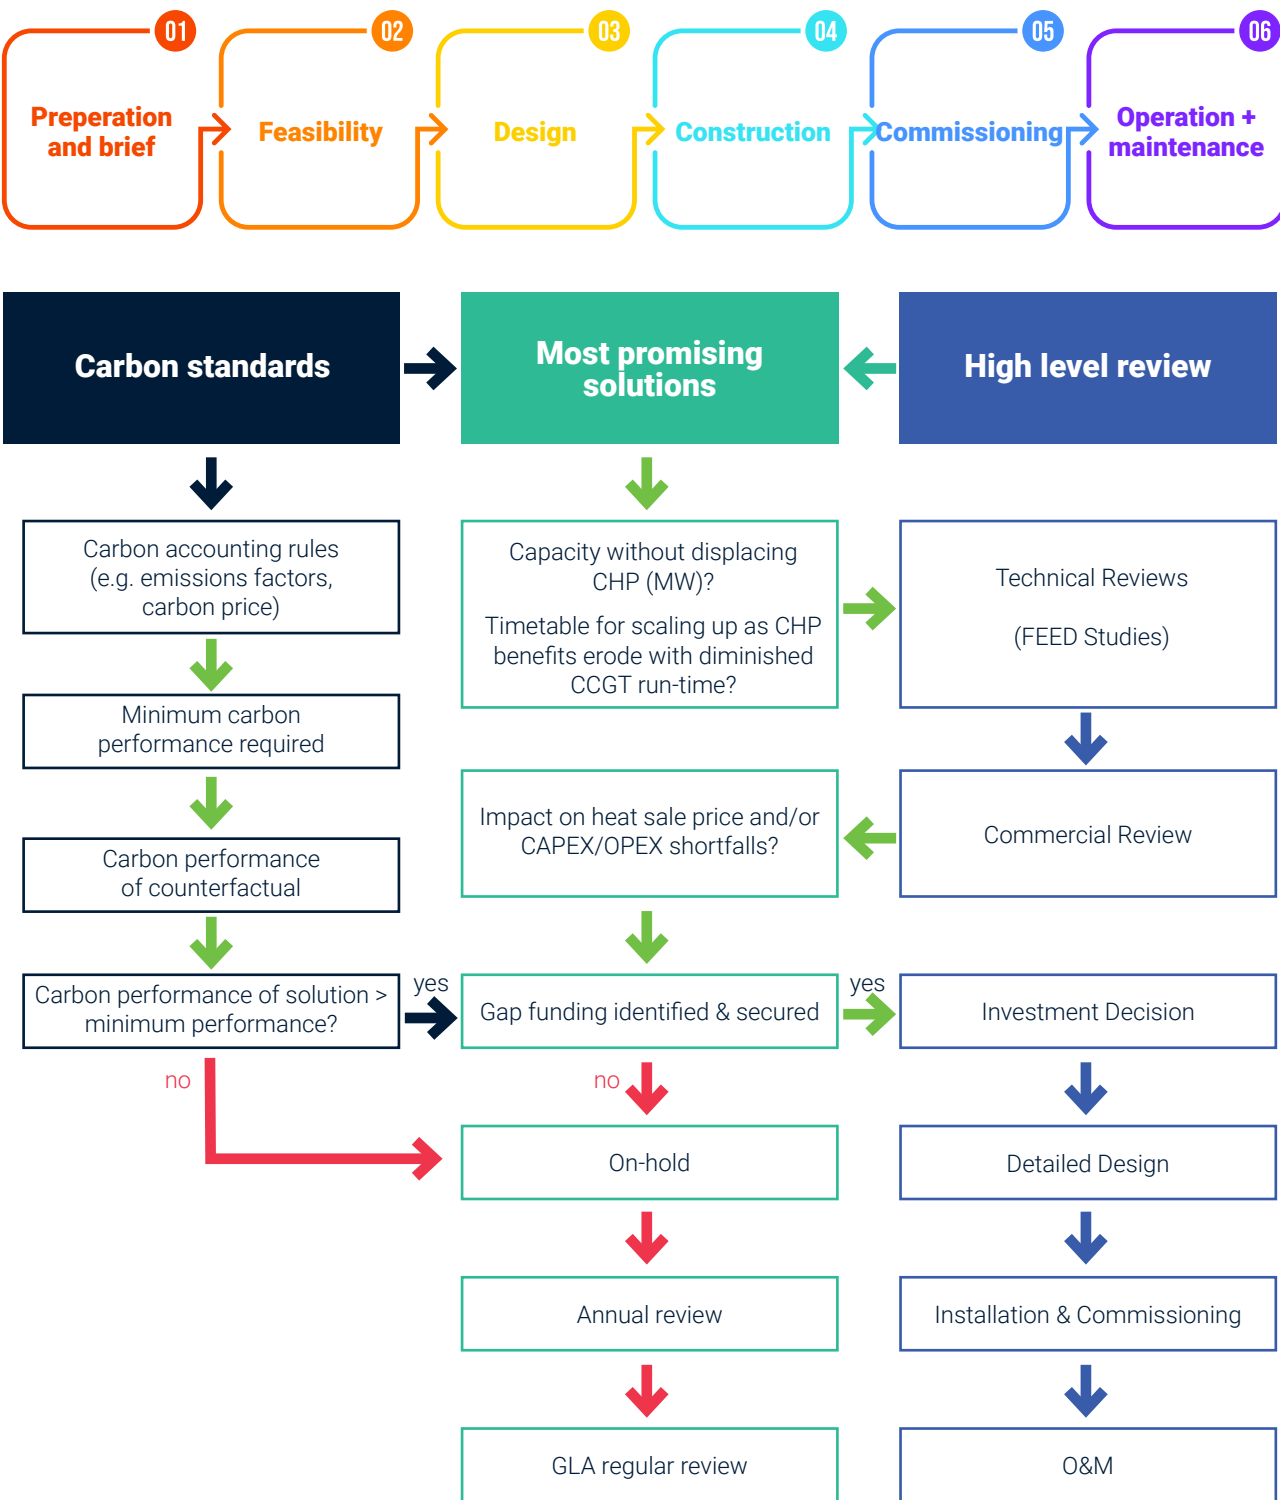 01
Preperation
and brief
02
Feasibility
03
Design
04
Construction
05
Commissioning
06
Operation +
maintenance
Carbon standards
Most promising
solutions
High level review
Carbon accounting rules
(e.g. emissions factors,
carbon price)
Capacity without displacing
CHP (MW)?
Timetable for scaling up as CHP
benefits erode with diminished
CCGT run-time?
Technical Reviews
(FEED Studies)
Minimum carbon
performance required
Impact on heat sale price and/or
CAPEX/OPEX shortfalls?
Commercial Review
Carbon performance
of counterfactual
Carbon performance of solution >
minimum performance?
yes
Gap funding identified & secured
yes
Investment Decision
no
no
On-hold
Detailed Design
Annual review
Installation & Commissioning
GLA regular review
O&M